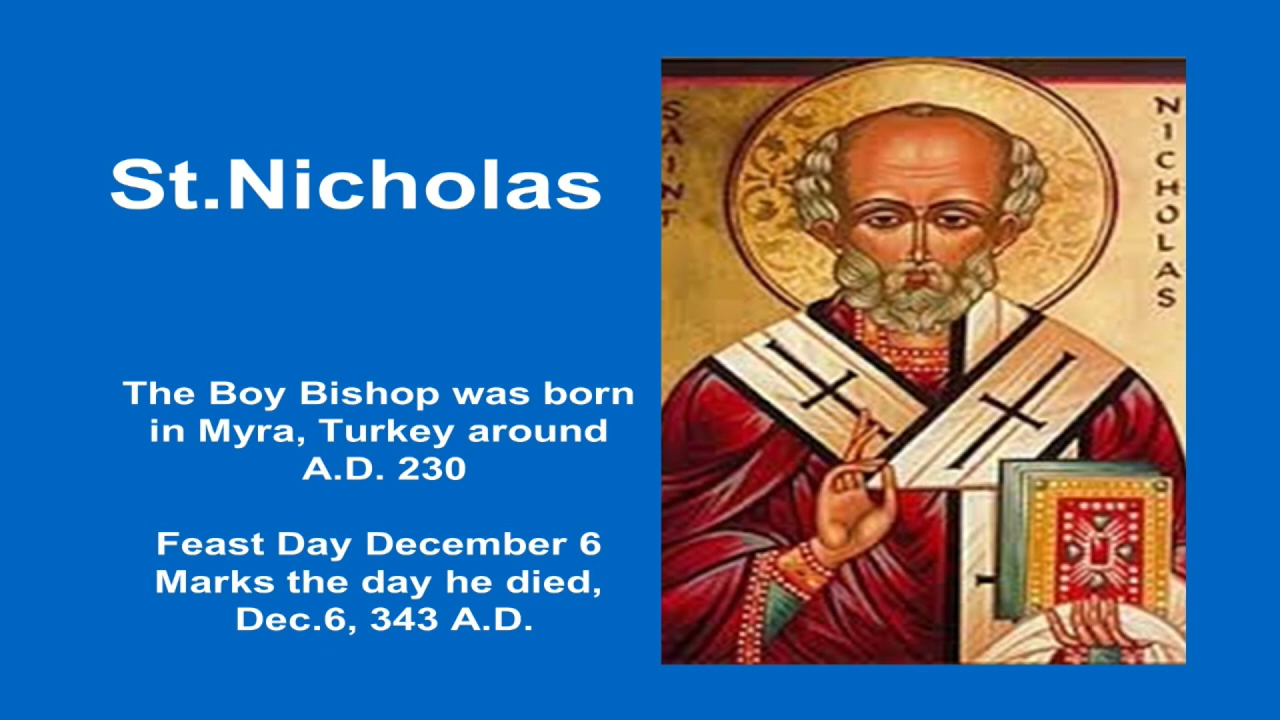 St.Nicholas
The Boy Bishop was born
in Myra, Turkey around
A.D. 230
Feast Day December 6
Marks the day he died,
Dec.6, 343 A.D.
SAINT
NICHOLAS